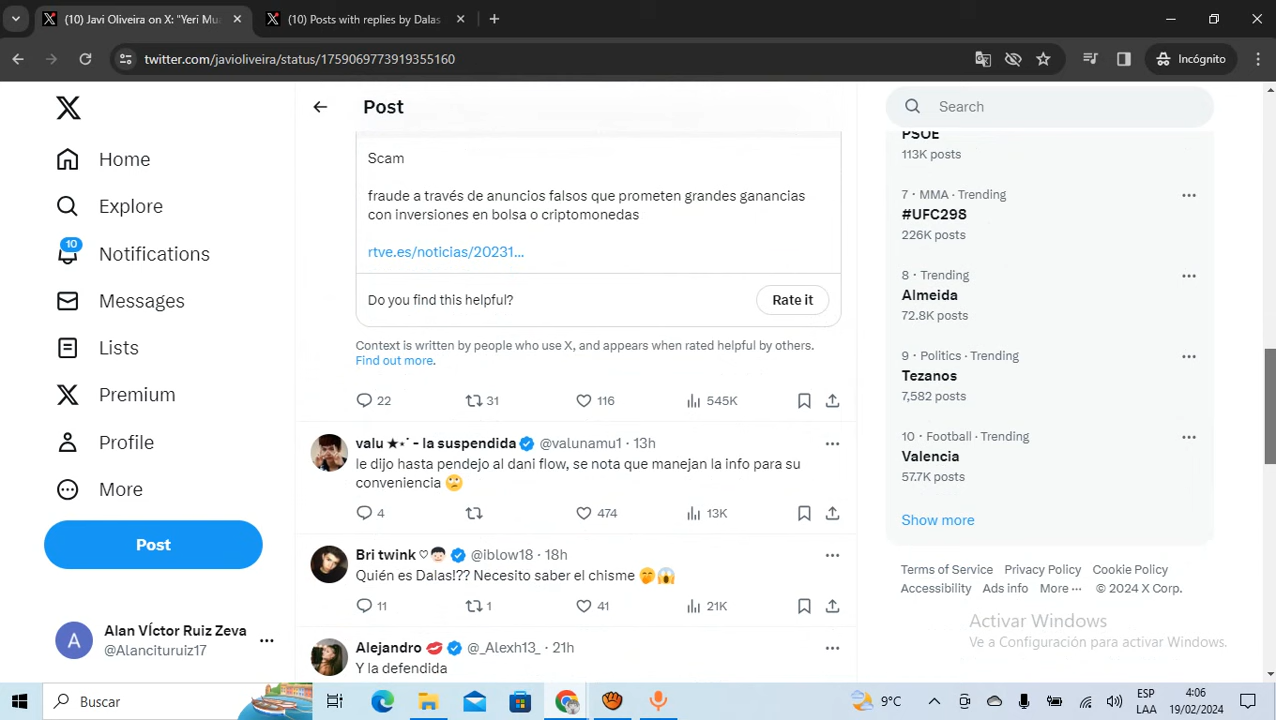 (10) Javi Oliveira on X: "Yeri Mua
(10) Posts with replies by Dalas
twitter.com/javioliveira/status/1759069773919355160
Incógnito
Home
Explore
10
Notifications
Messages
Lists
Premium
Profile
More
Post
Alan VÍctor Ruiz Zeva
@Alancituruiz17
Post
Scam
fraude a través de anuncios falsos que prometen grandes ganancias
con inversiones en bolsa o criptomonedas
rtve.es/noticias/20231...
Do you find this helpful?
Rate it
Context is written by people who use X, and appears when rated helpful by others.
Find out more.
22 31 116 545K
valu ★⋆˙ - la suspendida @valunamu1 · 13h
le dijo hasta pendejo al dani flow, se nota que manejan la info para su
conveniencia 🙄
4 474 13K
Bri twink ♡👨🏻 @iblow18 · 18h
Quién es Dalas!?? Necesito saber el chisme 🤭😱
11 1 41 21K
Alejandro 💋 @_Alexh13_ · 21h
Y la defendida
Search
PSOE
113K posts
7 · MMA · Trending
#UFC298
226K posts
8 · Trending
Almeida
72.8K posts
9 · Politics · Trending
Tezanos
7,582 posts
10 · Football · Trending
Valencia
57.7K posts
Show more
Terms of Service Privacy Policy Cookie Policy
Accessibility Ads info More ··· © 2024 X Corp.
Activar Windows
Ve a Configuración para activar Windows.
Buscar
9°C
ESP
LAA
4:06
19/02/2024